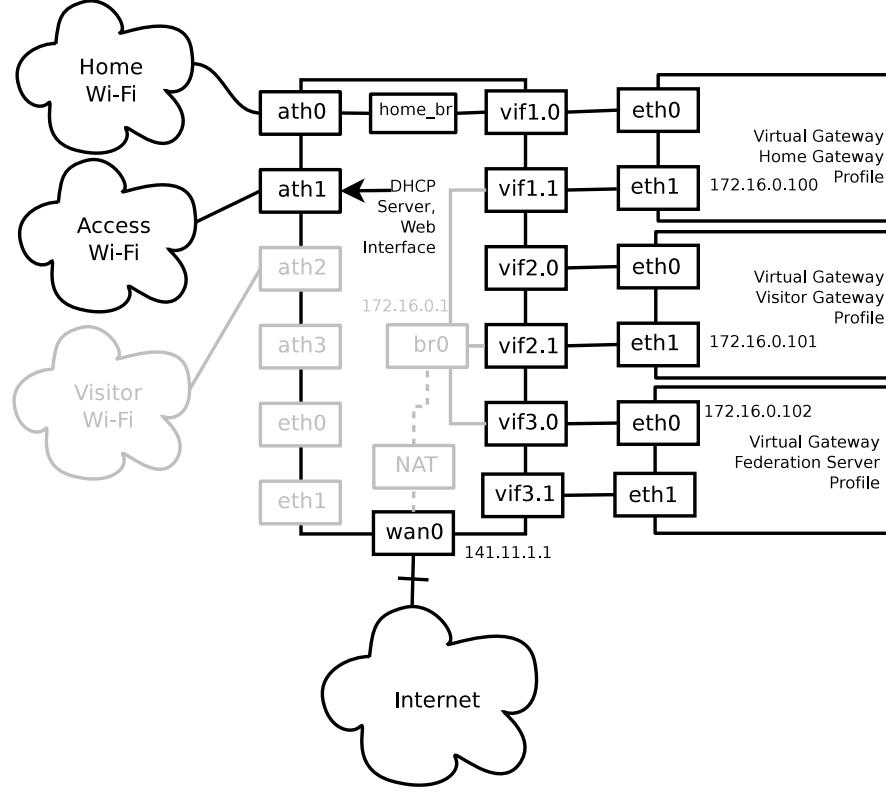 Home
Wi-Fi
ath0
home_br
vif1.0
eth0
Virtual Gateway
Home Gateway
Profile
Access
Wi-Fi
ath1
DHCP
Server,
Web
Interface
vif1.1
eth1
172.16.0.100
ath2
vif2.0
eth0
Virtual Gateway
Visitor Gateway
Profile
172.16.0.1
Visitor
Wi-Fi
ath3
br0
vif2.1
eth1
172.16.0.101
eth0
vif3.0
eth0
172.16.0.102
Virtual Gateway
Federation Server
Profile
NAT
eth1
vif3.1
eth1
wan0
141.11.1.1
Internet